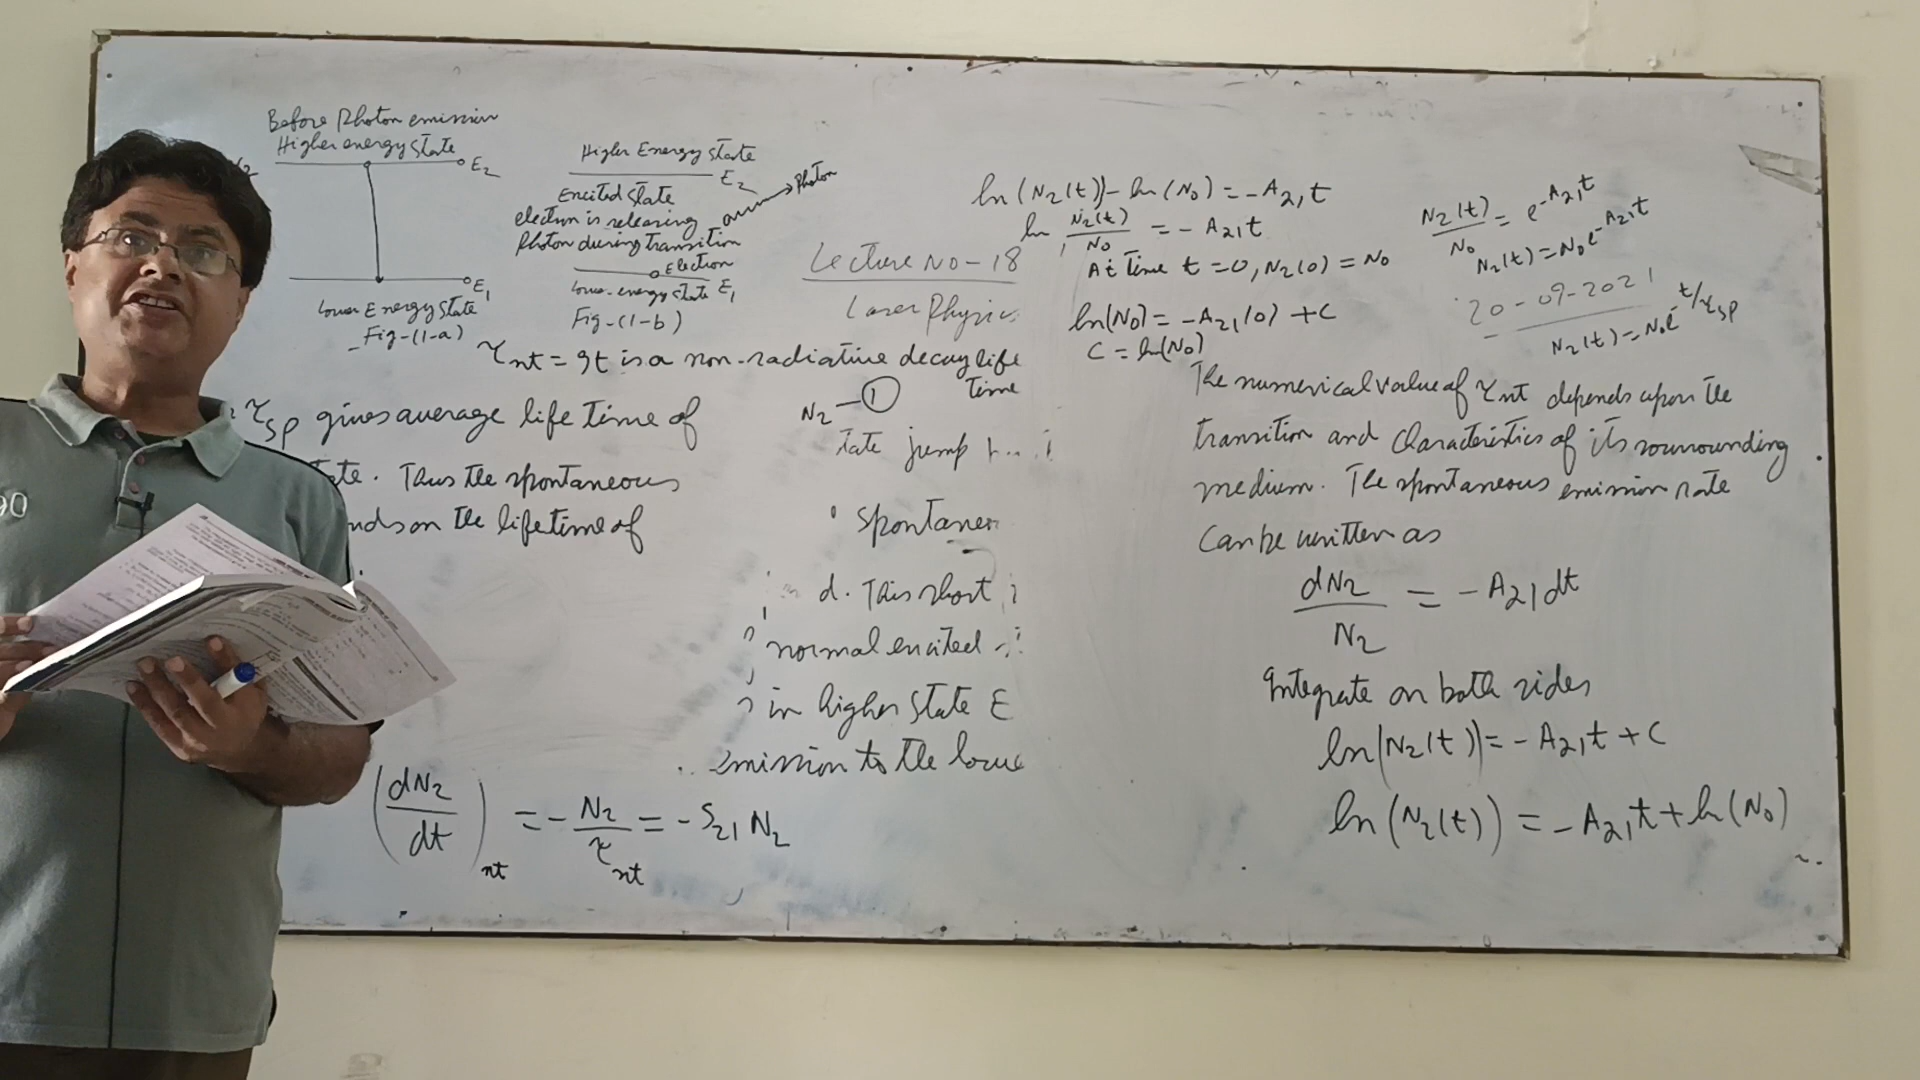 Before Photon emission
Higher energy state
E2
E1
Lower Energy State
Fig-(1-a)
Higher Energy State
E2
Excited State
electron is releasing
Photon during transition
Photon
Electron
Lower energy state E1
Fig-(1-b)
τnt = It is a non-radiative decay life
time
τsp gives average life time of
Thus the spontaneous
on the lifetime of
(dN2/dt)nt = -N2/τnt = -S21 N2
Lecture No-18
Laser Physics
N2 - 1
jump
d. This short
normal excited
in higher State E
emission to the lowe
ln(N2(t)) - ln(N0) = -A21t
ln N2(t)/N0 = -A21t
At Time t = 0, N2(0) = N0
ln(N0) = -A21(0) + C
C = ln(N0)
N2(t)/N0 = e^-A21t
N2(t) = N0e^-A21t
20-09-2021
N2(t) = N0e^-t/τsp
The numerical value of τnt depends upon the
transition and characteristics of its sourrounding
medium. The spontaneous emission rate
Can be written as
dN2/N2 = -A21dt
Integrate on both sides
ln(N2(t)) = -A21t + C
ln(N2(t)) = -A21t + ln(N0)